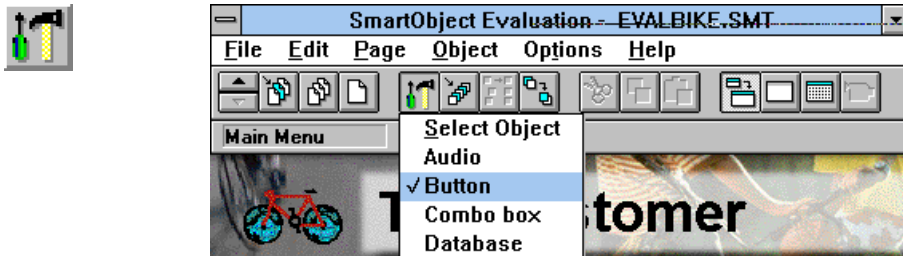 SmartObject Evaluation - EVALBIKE.SMT
File Edit Page Object Options Help
Main Menu
Select Object
Audio
✓Button
Combo box
Database
T
stomer